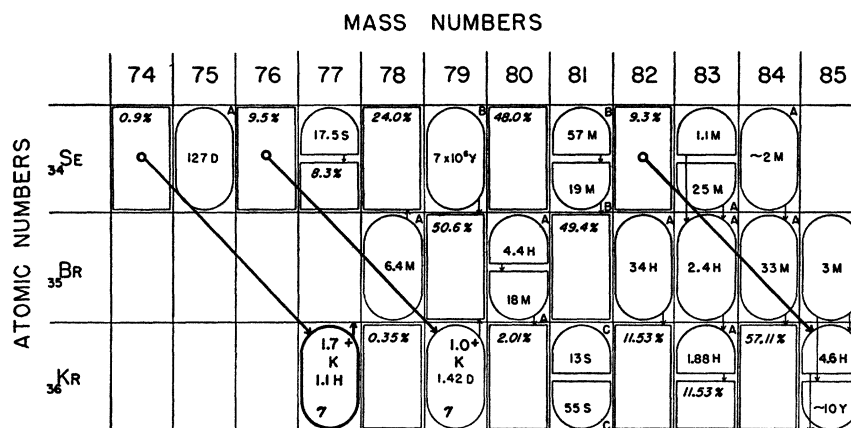 MASS NUMBERS
74 75 76 77 78 79 80 81 82 83 84 85
ATOMIC NUMBERS
34SE
0.9%
A
127 D
9.5%
17.5 S
8.3%
24.0%
B
7 x10⁶Y
48.0%
B
57 M
19 M
B
9.3%
1.1 M
25 M
A
A
~2 M
A
35BR
A
6.4 M
50.6%
A
4.4 H
18 M
A
49.4%
A
34 H
A
2.4 H
A
A
33 M
3 M
36KR
1.7 +
K
1.1 H
7
0.35%
1.0+
K
1.42 D
7
2.01%
C
13 S
55 S
C
11.53%
A
1.88 H
11.53%
57.11%
4.6 H
~10 Y